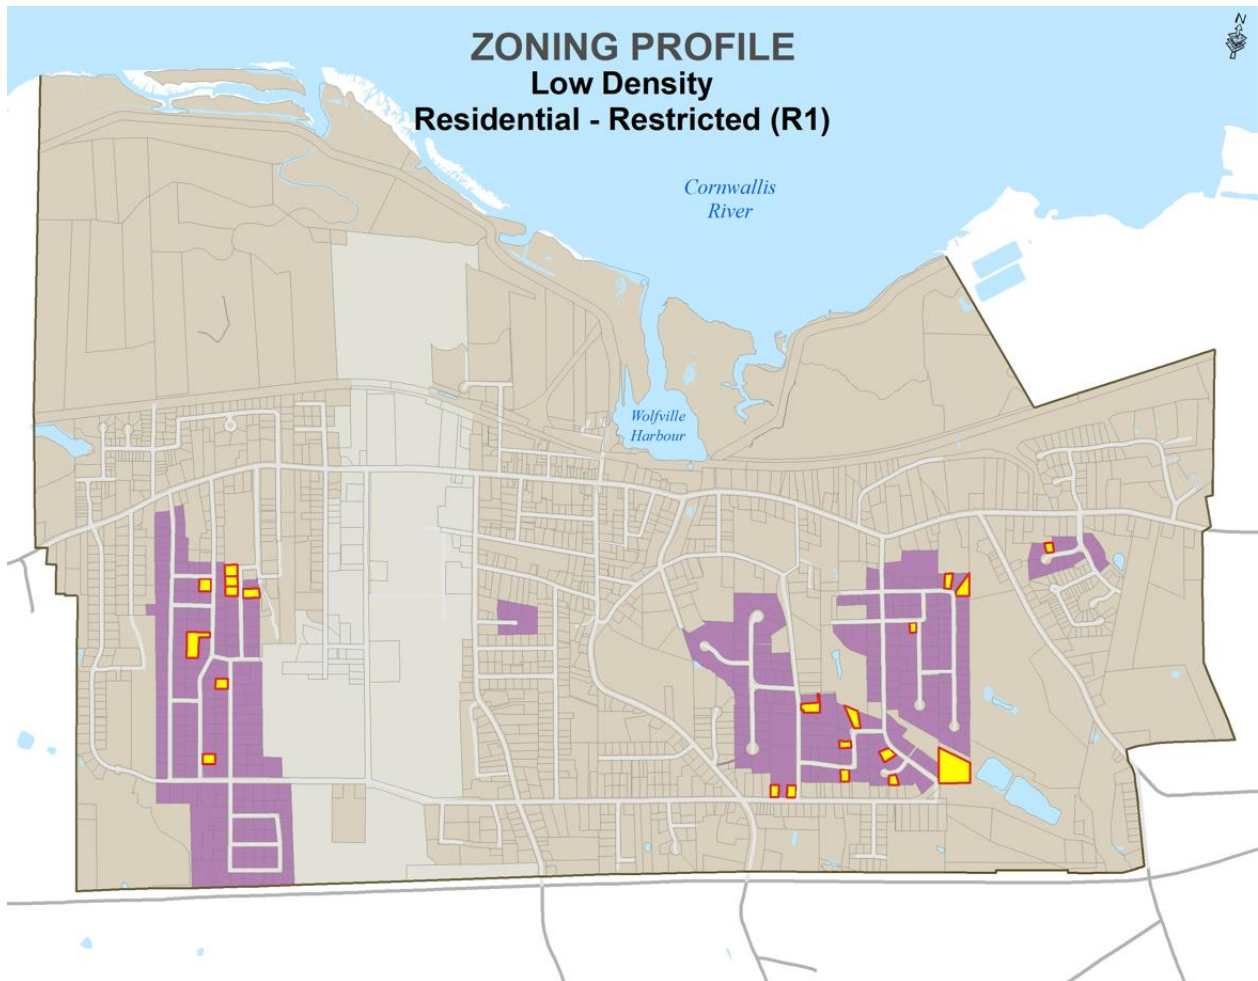 ZONING PROFILE
Low Density
Residential - Restricted (R1)
N
Cornwallis
River
Wolfville
Harbour